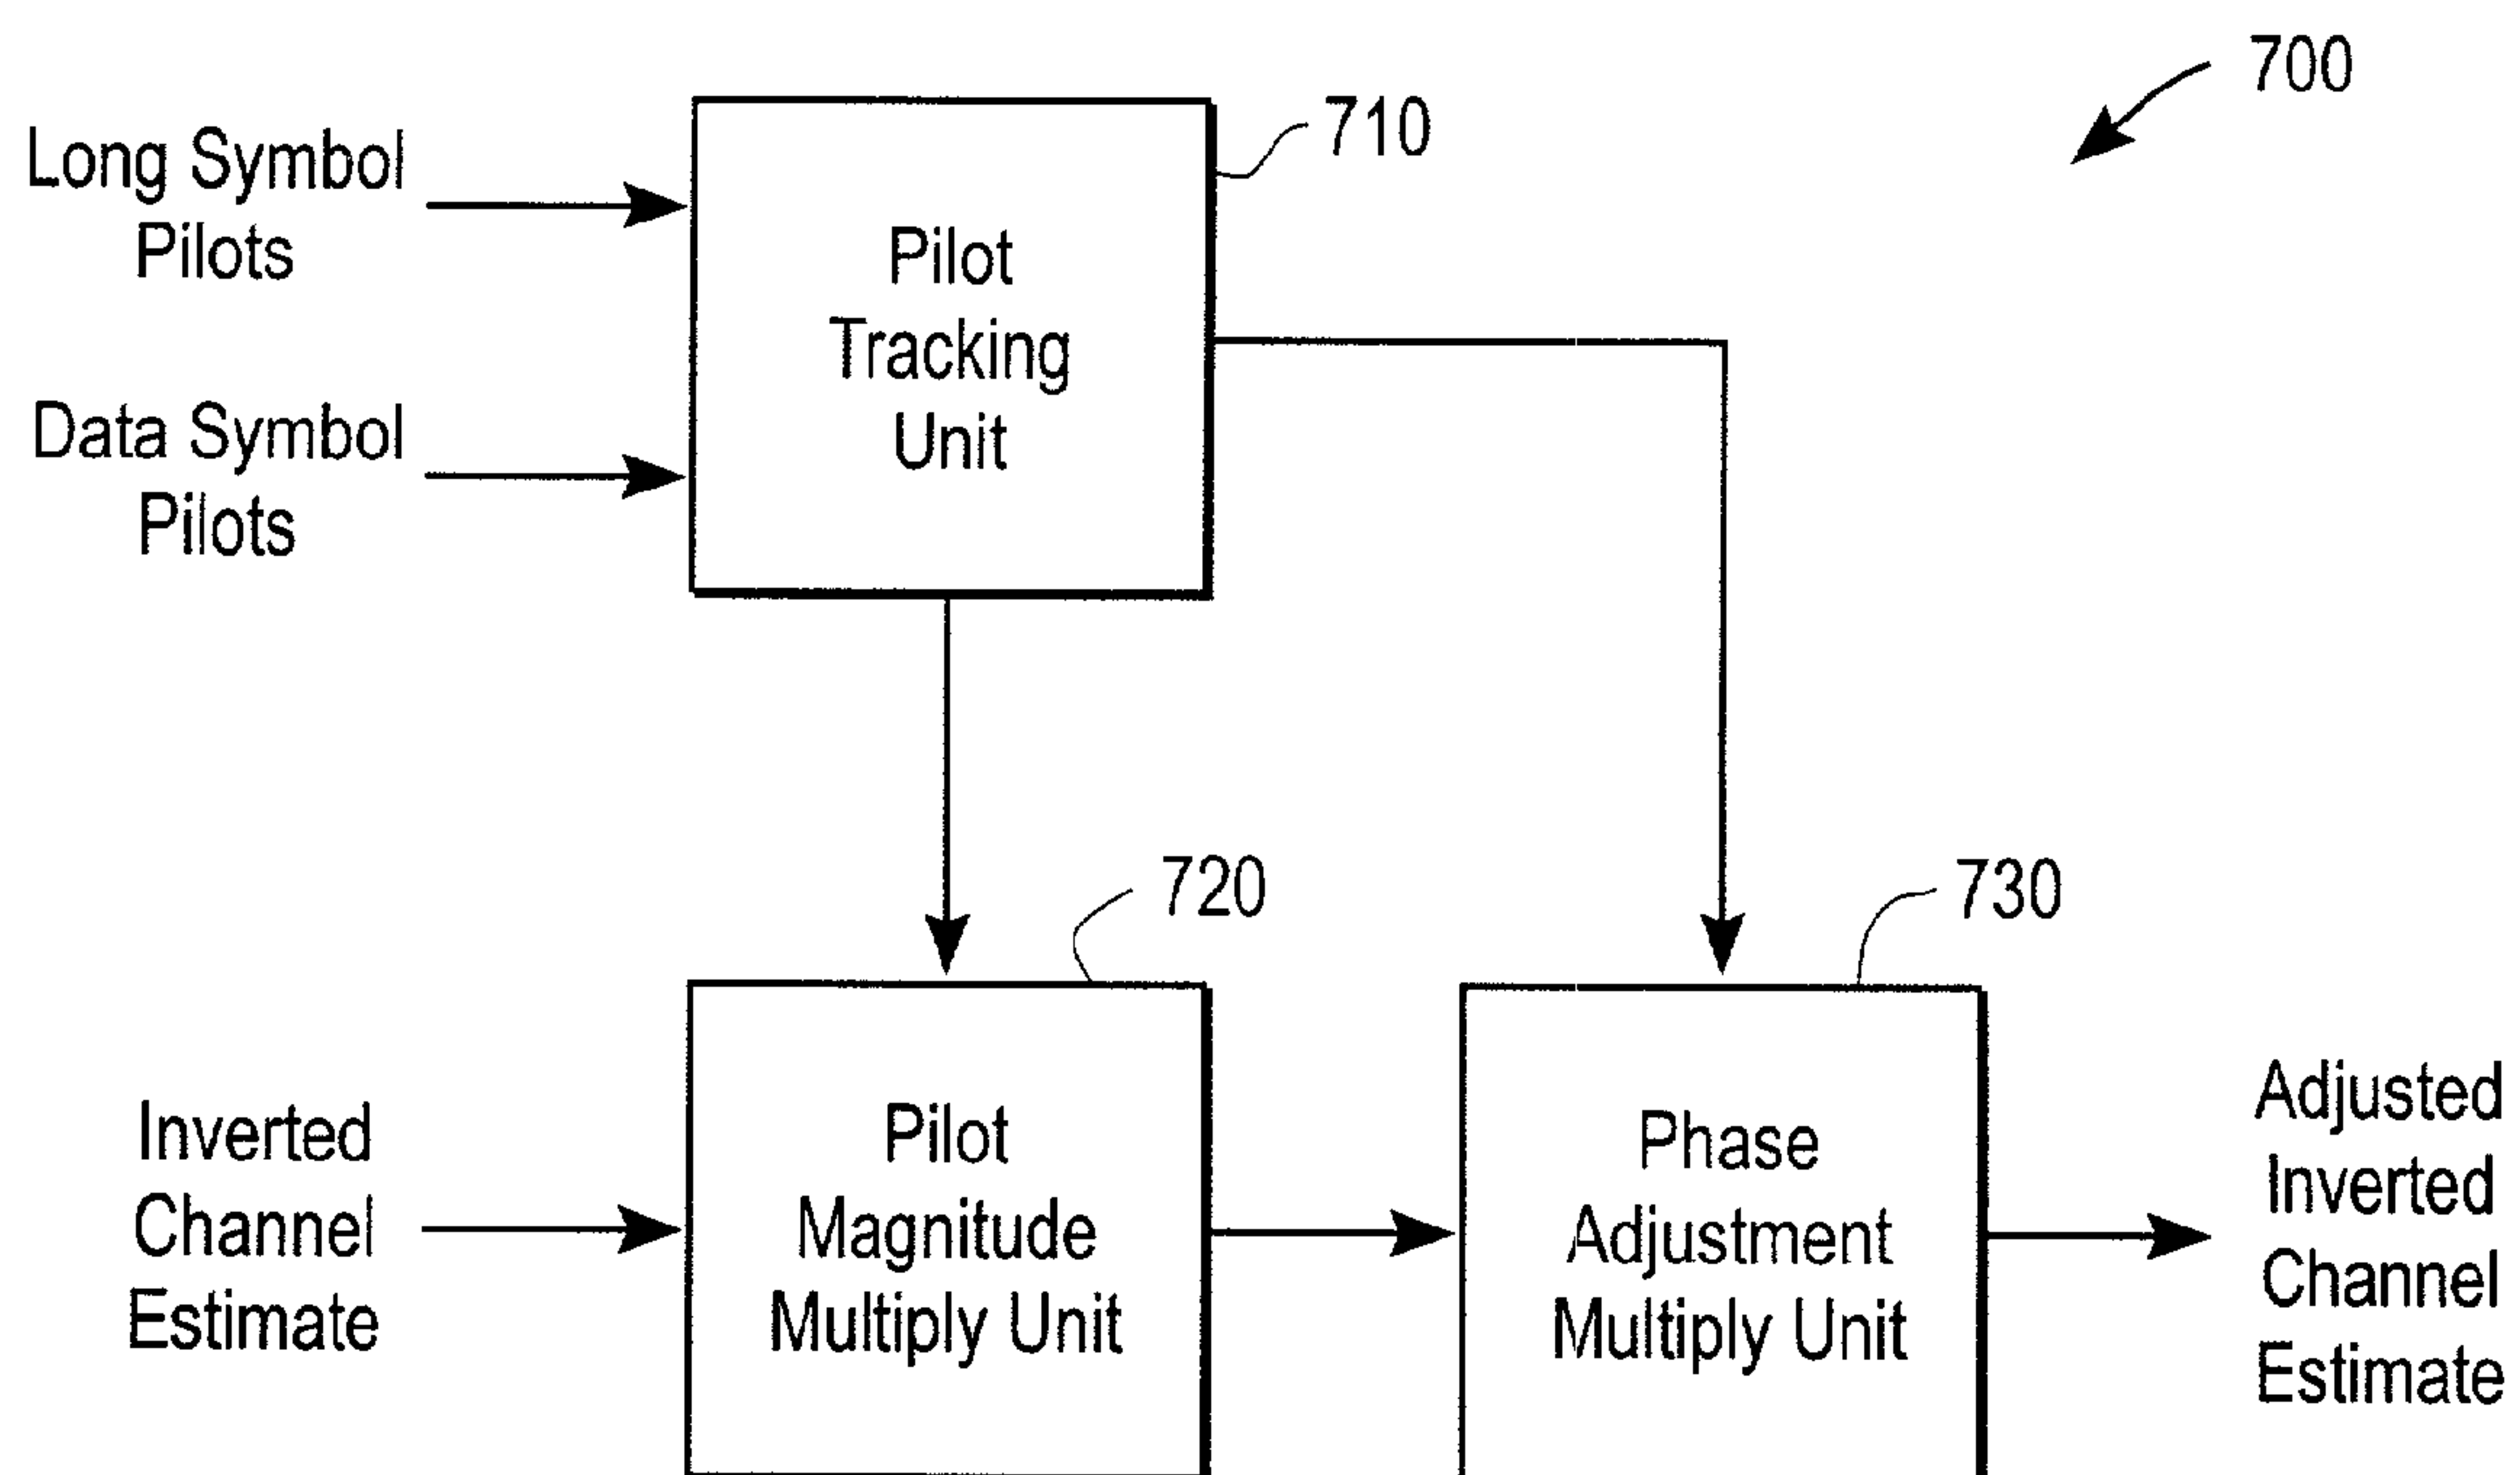 700
710
Long Symbol
Pilots
Pilot
Tracking
Unit
Data Symbol
Pilots
720
730
Inverted
Channel
Estimate
Pilot
Magnitude
Multiply Unit
Phase
Adjustment
Multiply Unit
Adjusted
Inverted
Channel
Estimate